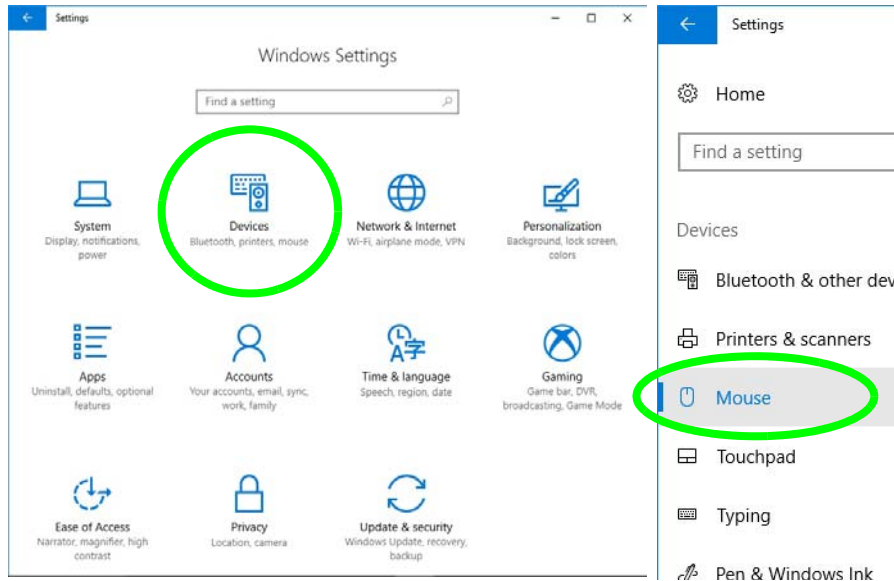 Settings
Windows Settings
Find a setting
System
Display, notifications,
power
Devices
Bluetooth, printers, mouse
Network & Internet
Wi-Fi, airplane mode, VPN
Personalization
Background, lock screen,
colors
Apps
Uninstall, defaults, optional
features
Accounts
Your accounts, email, sync,
work, family
Time & language
Speech, region, date
Gaming
Game bar, DVR,
broadcasting, Game Mode
Ease of Access
Narrator, magnifier, high
contrast
Privacy
Location, camera
Update & security
Windows Update, recovery,
backup
Settings
Home
Find a setting
Devices
Bluetooth & other dev
Printers & scanners
Mouse
Touchpad
Typing
Pen & Windows Ink